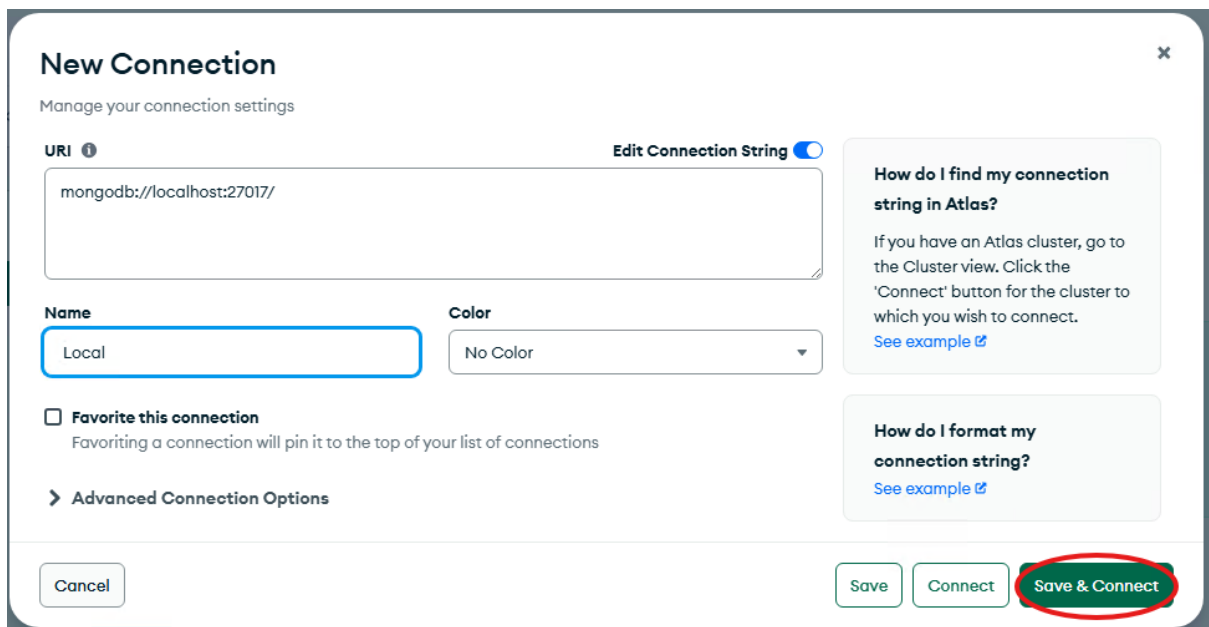 New Connection
Manage your connection settings
URI
Edit Connection String
mongodb://localhost:27017/
Name
Color
Local
No Color
Favorite this connection
Favoriting a connection will pin it to the top of your list of connections
Advanced Connection Options
How do I find my connection
string in Atlas?
If you have an Atlas cluster, go to
the Cluster view. Click the
'Connect' button for the cluster to
which you wish to connect.
See example
How do I format my
connection string?
See example
Cancel
Save
Connect
Save & Connect